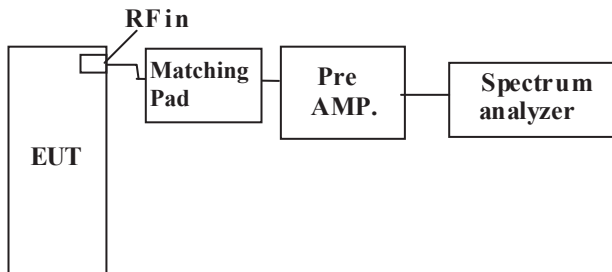 RF in
Matching
Pad
Pre
AMP.
Spectrum
analyzer
EUT